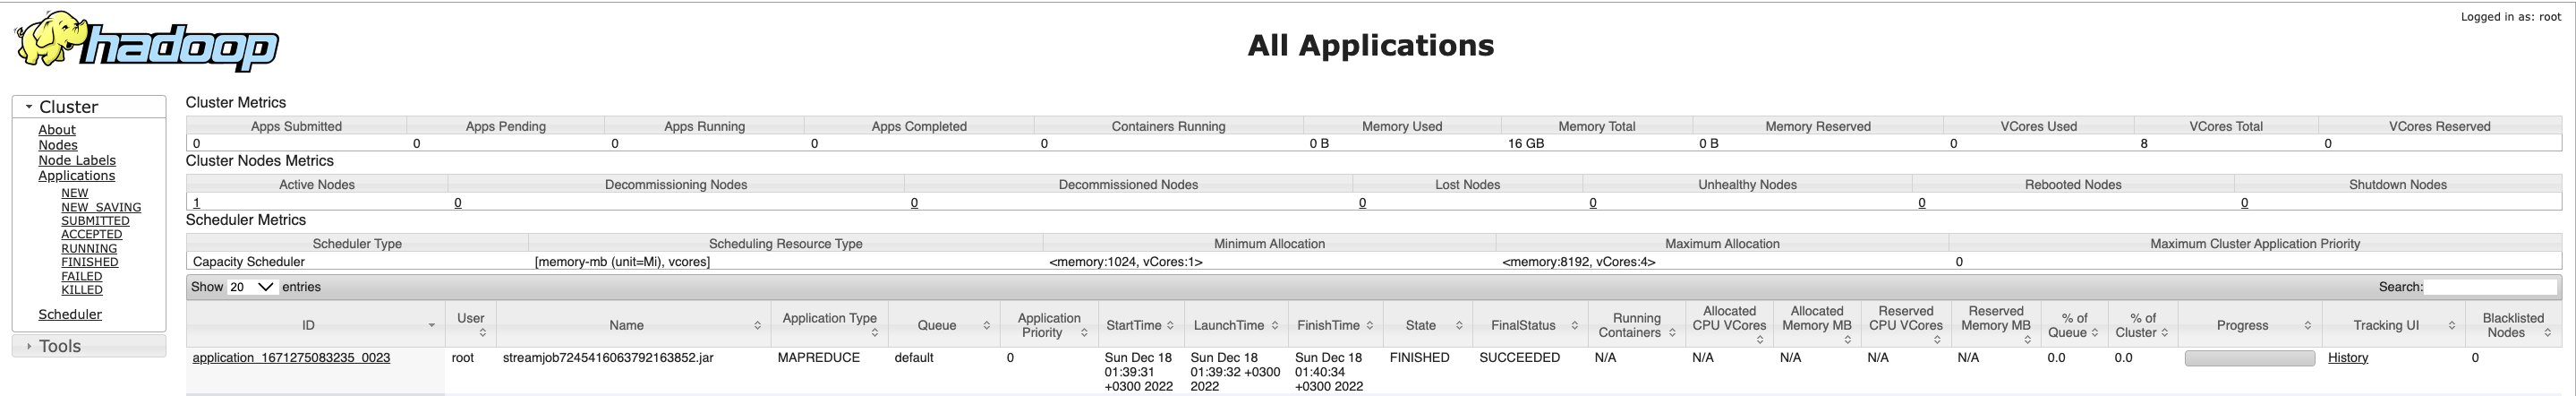 Logged in as: root
hadoop
All Applications
Cluster
About
Nodes
Node Labels
Applications
NEW
NEW_SAVING
SUBMITTED
ACCEPTED
RUNNING
FINISHED
FAILED
KILLED
Scheduler
Tools
Cluster Metrics
Apps Submitted Apps Pending Apps Running Apps Completed Containers Running Memory Used Memory Total Memory Reserved VCores Used VCores Total VCores Reserved
0 0 0 0 0 0 B 16 GB 0 B 0 8 0
Cluster Nodes Metrics
Active Nodes Decommissioning Nodes Decommissioned Nodes Lost Nodes Unhealthy Nodes Rebooted Nodes Shutdown Nodes
1 0 0 0 0 0 0
Scheduler Metrics
Scheduler Type Scheduling Resource Type Minimum Allocation Maximum Allocation Maximum Cluster Application Priority
Capacity Scheduler [memory-mb (unit=Mi), vcores] <memory:1024, vCores:1> <memory:8192, vCores:4> 0
Show 20 entries Search:
ID User Name Application Type Queue Application Priority StartTime LaunchTime FinishTime State FinalStatus Running Containers Allocated CPU VCores Allocated Memory MB Reserved CPU VCores Reserved Memory MB % of Queue % of Cluster Progress Tracking UI Blacklisted Nodes
application_1671275083235_0023 root streamjob7245416063792163852.jar MAPREDUCE default 0 Sun Dec 18 Sun Dec 18 Sun Dec 18 FINISHED SUCCEEDED N/A N/A N/A N/A N/A 0.0 0.0 History 0
01:39:31 01:39:32 +0300 01:40:34
+0300 2022 2022 +0300 2022